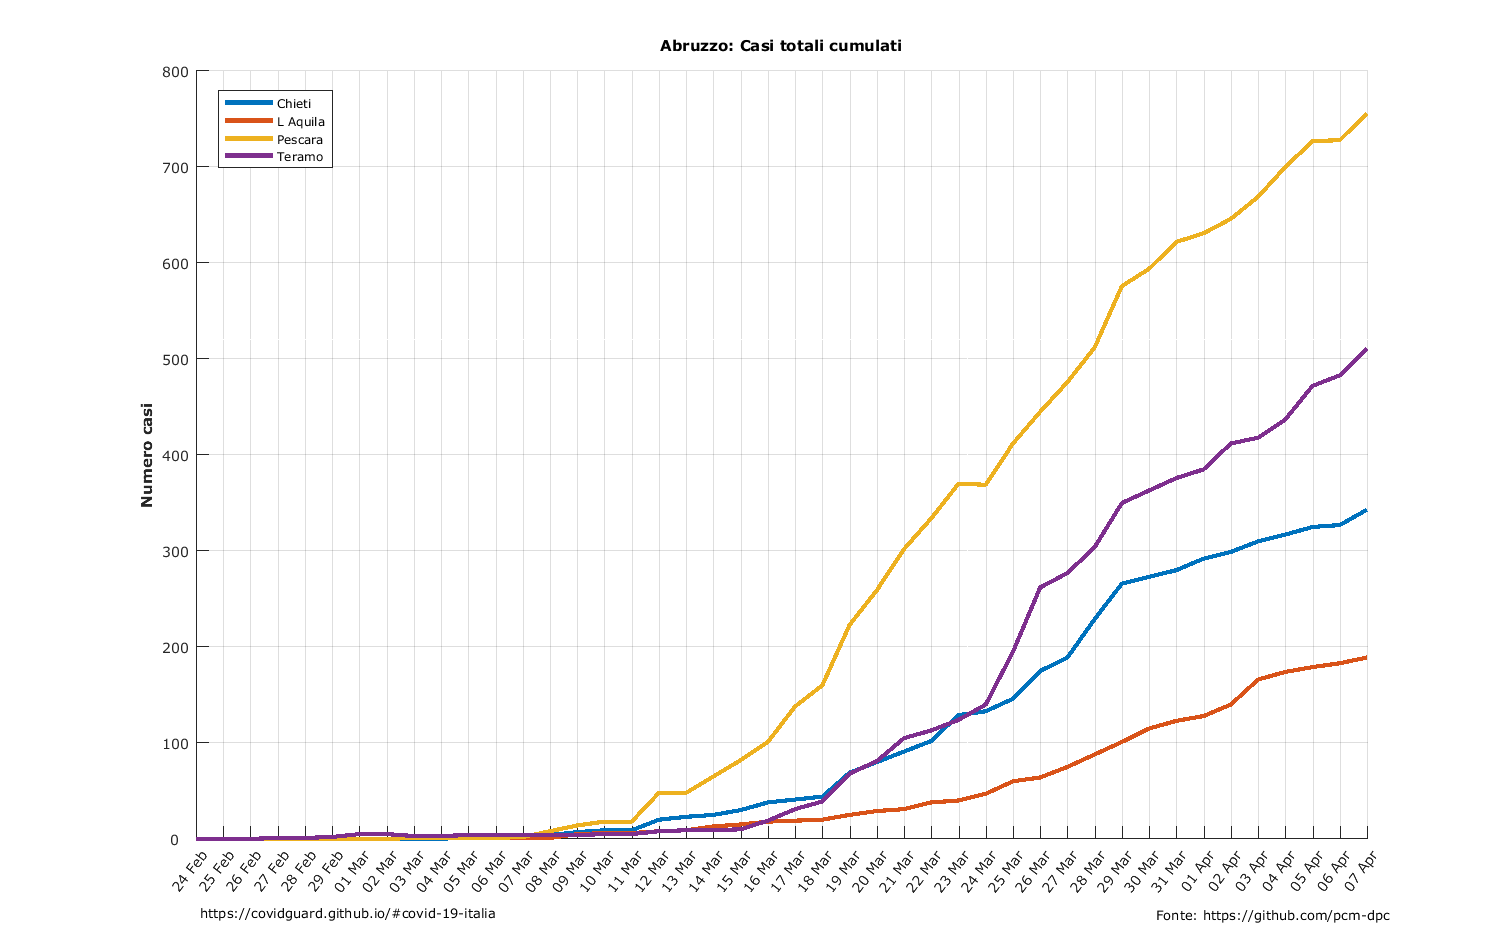 Abruzzo: Casi totali cumulati
800
700
600
500
400
300
200
100
0
Numero casi
Chieti
L Aquila
Pescara
Teramo
24 Feb
25 Feb
26 Feb
27 Feb
28 Feb
29 Feb
01 Mar
02 Mar
03 Mar
04 Mar
05 Mar
06 Mar
07 Mar
08 Mar
09 Mar
10 Mar
11 Mar
12 Mar
13 Mar
14 Mar
15 Mar
16 Mar
17 Mar
18 Mar
19 Mar
20 Mar
21 Mar
22 Mar
23 Mar
24 Mar
25 Mar
26 Mar
27 Mar
28 Mar
29 Mar
30 Mar
31 Mar
01 Apr
02 Apr
03 Apr
04 Apr
05 Apr
06 Apr
07 Apr
https://covidguard.github.io/#covid-19-italia
Fonte: https://github.com/pcm-dpc